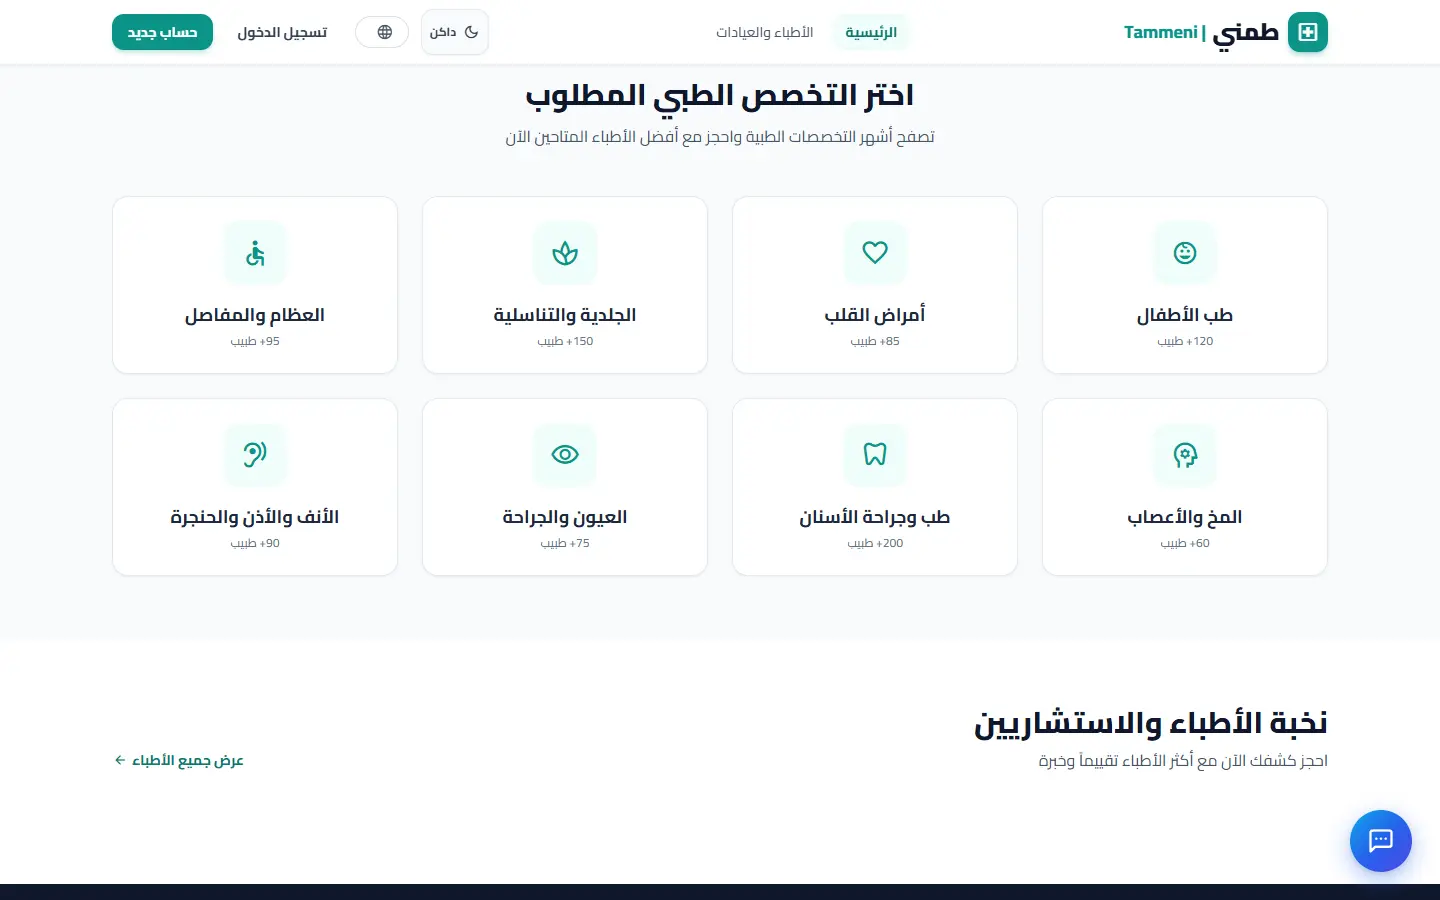 طمني | Tammeni
الرئيسية
الأطباء والعيادات
داكن
تسجيل الدخول
حساب جديد
اختر التخصص الطبي المطلوب
تصفح أشهر التخصصات الطبية واحجز مع أفضل الأطباء المتاحين الآن
طب الأطفال
120+ طبيب
أمراض القلب
85+ طبيب
الجلدية والتناسلية
150+ طبيب
العظام والمفاصل
95+ طبيب
المخ والأعصاب
60+ طبيب
طب وجراحة الأسنان
200+ طبيب
العيون والجراحة
75+ طبيب
الأنف والأذن والحنجرة
90+ طبيب
نخبة الأطباء والاستشاريين
احجز كشفك الآن مع أكثر الأطباء تقييماً وخبرة
عرض جميع الأطباء